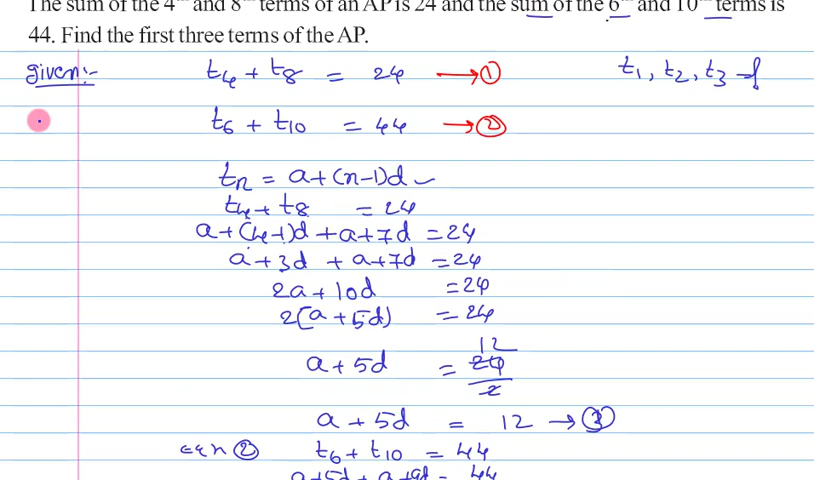 The sum of the 4th and 8th terms of an AP is 24 and the sum of the 6th and 10th terms is
44. Find the first three terms of the AP.
given:- t4 + t8 = 24 → ① t1, t2, t3 =
t6 + t10 = 44 → ②
tn = a+(n-1)d
t4 + t8 = 24
a+(4-1)d + a+7d = 24
a+3d + a+7d = 24
2a + 10d = 24
2(a + 5d) = 24
12
a + 5d = 24
2
a + 5d = 12 → ③
eqn ② t6 + t10 = 44
a+5d + a+9d = 44